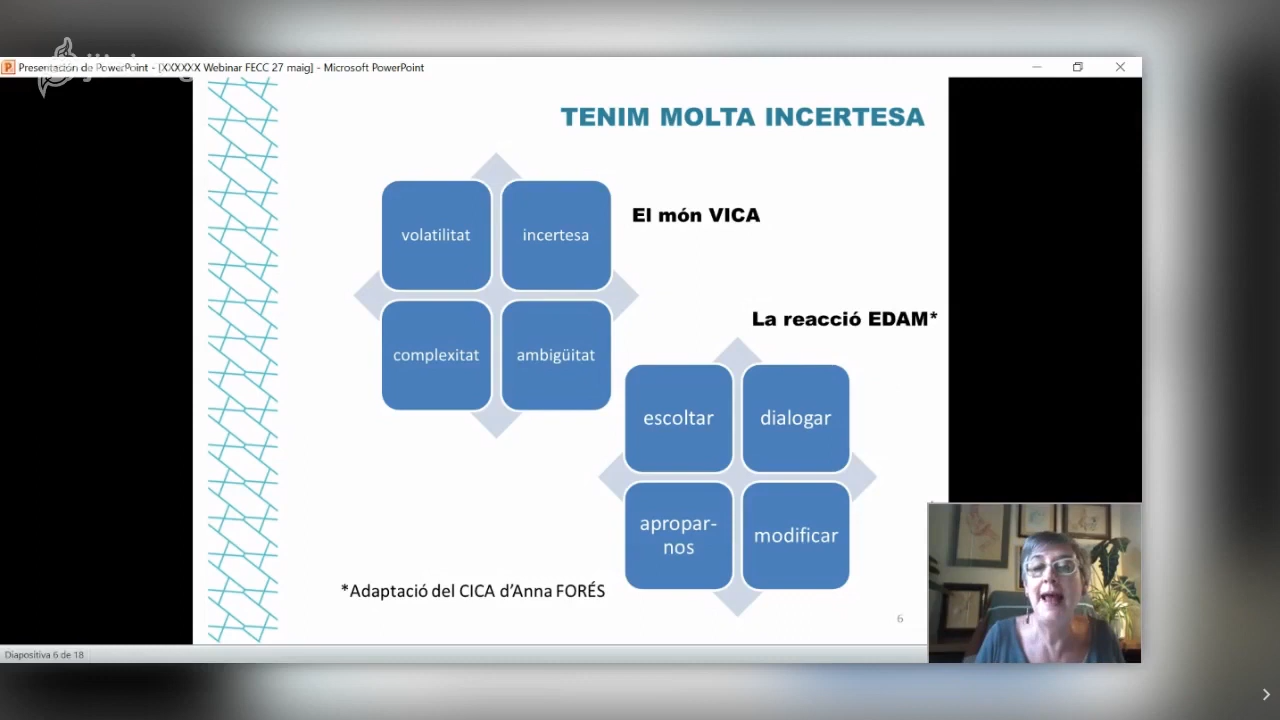 Presentación de PowerPoint - [XXXXXX Webinar FECC 27 maig] - Microsoft PowerPoint
TENIM MOLTA INCERTESA
volatilitat
incertesa
El món VICA
complexitat
ambigüitat
La reacció EDAM*
escoltar
dialogar
apropar-
nos
modificar
*Adaptació del CICA d'Anna FORÉS
6
Diapositiva 6 de 18